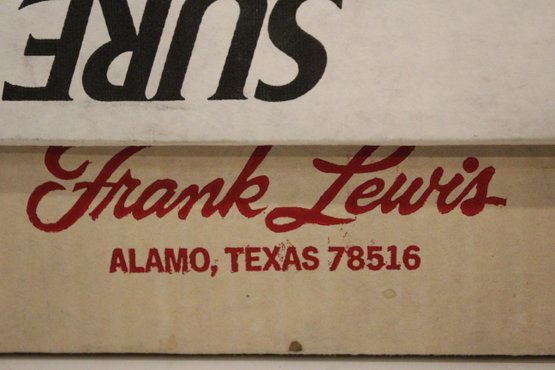 SURE
Frank Lewis
ALAMO, TEXAS 78516